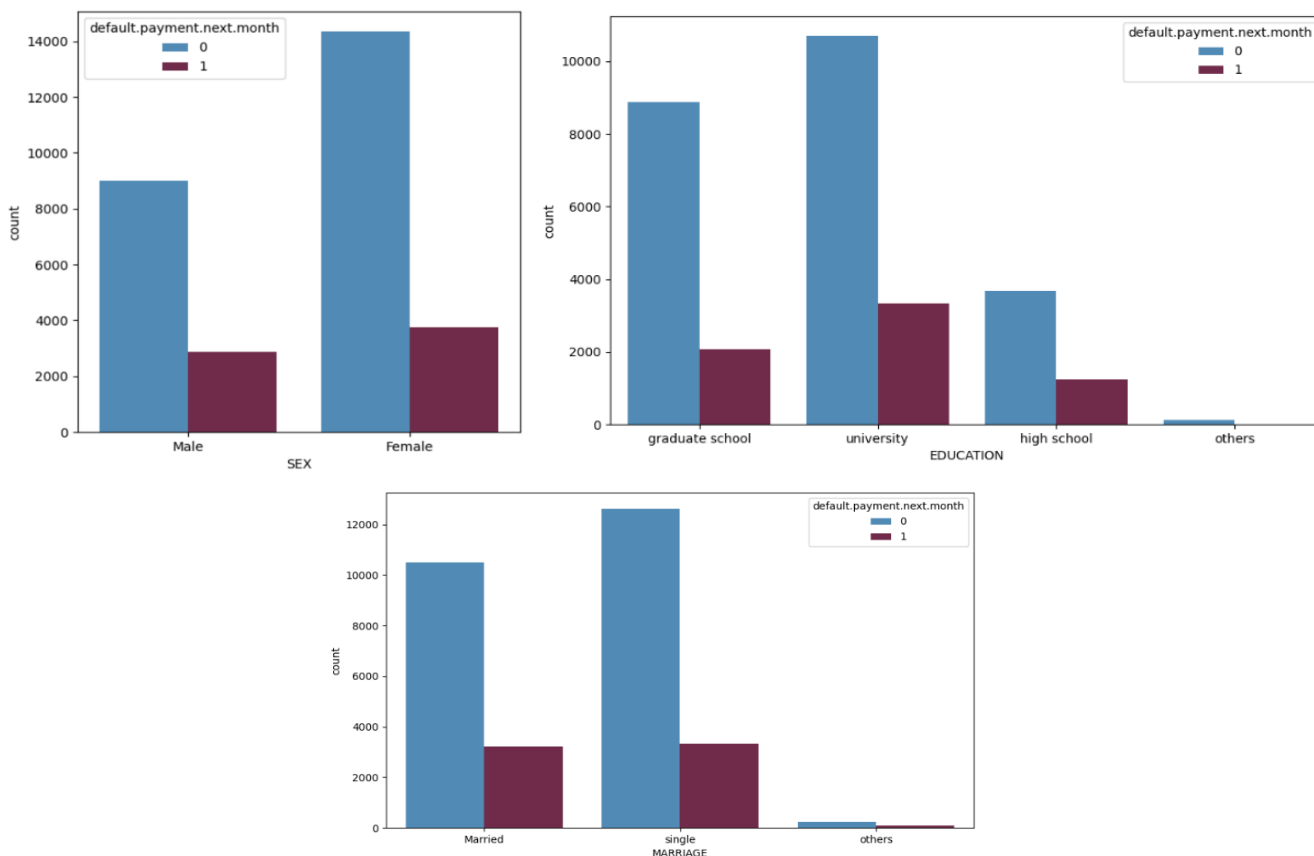 default.payment.next.month
0
1
14000
12000
10000
8000
6000
4000
2000
0
count
Male Female
SEX
default.payment.next.month
0
1
10000
8000
6000
4000
2000
0
count
graduate school university high school others
EDUCATION
default.payment.next.month
0
1
12000
10000
8000
6000
4000
2000
0
count
Married single others
MARRIAGE